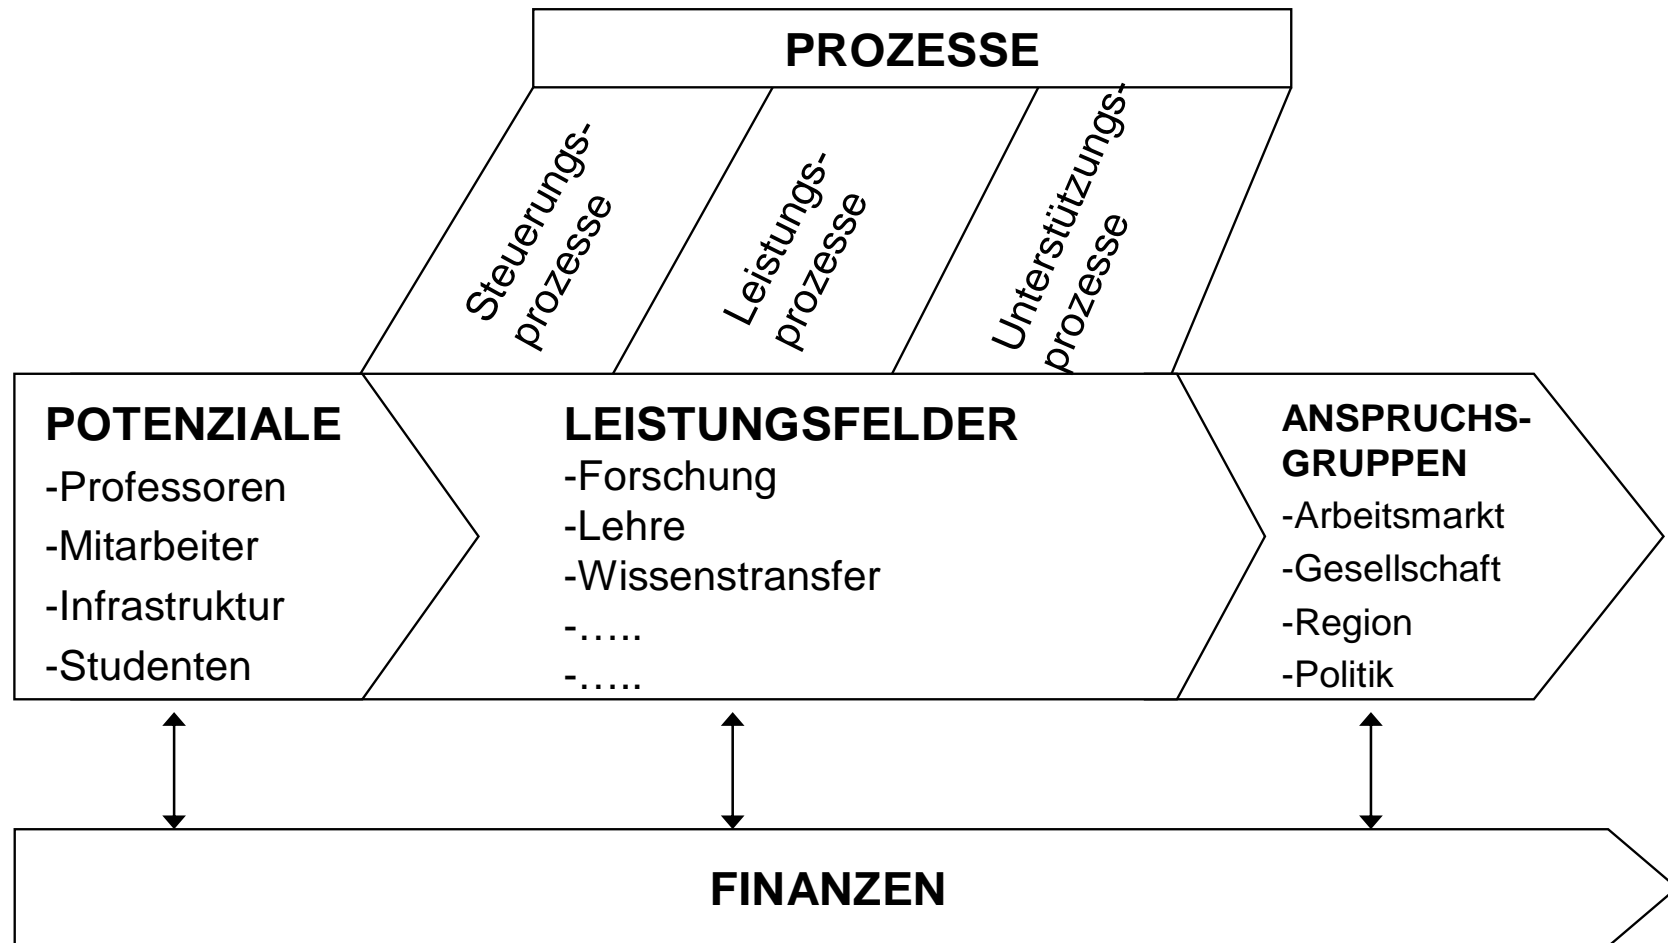 PROZESSE
Steuerungs-
prozesse
Leistungs-
prozesse
Unterstützungs-
prozesse
POTENZIALE
-Professoren
-Mitarbeiter
-Infrastruktur
-Studenten
LEISTUNGSFELDER
-Forschung
-Lehre
-Wissenstransfer
-…..
-…..
ANSPRUCHS-
GRUPPEN
-Arbeitsmarkt
-Gesellschaft
-Region
-Politik
FINANZEN